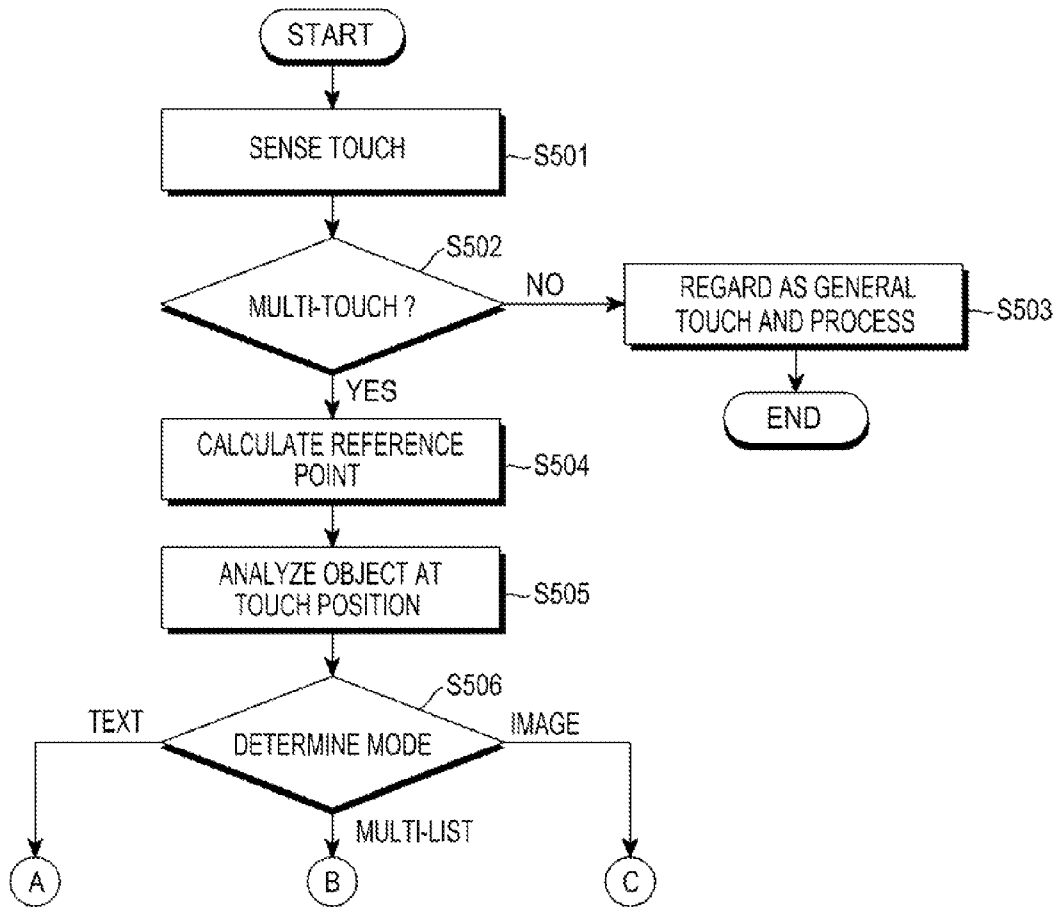 START
SENSE TOUCH
S501
S502
MULTI-TOUCH ?
NO
REGARD AS GENERAL
TOUCH AND PROCESS
S503
YES
END
CALCULATE REFERENCE
POINT
S504
ANALYZE OBJECT AT
TOUCH POSITION
S505
S506
TEXT
DETERMINE MODE
IMAGE
MULTI-LIST
A
B
C